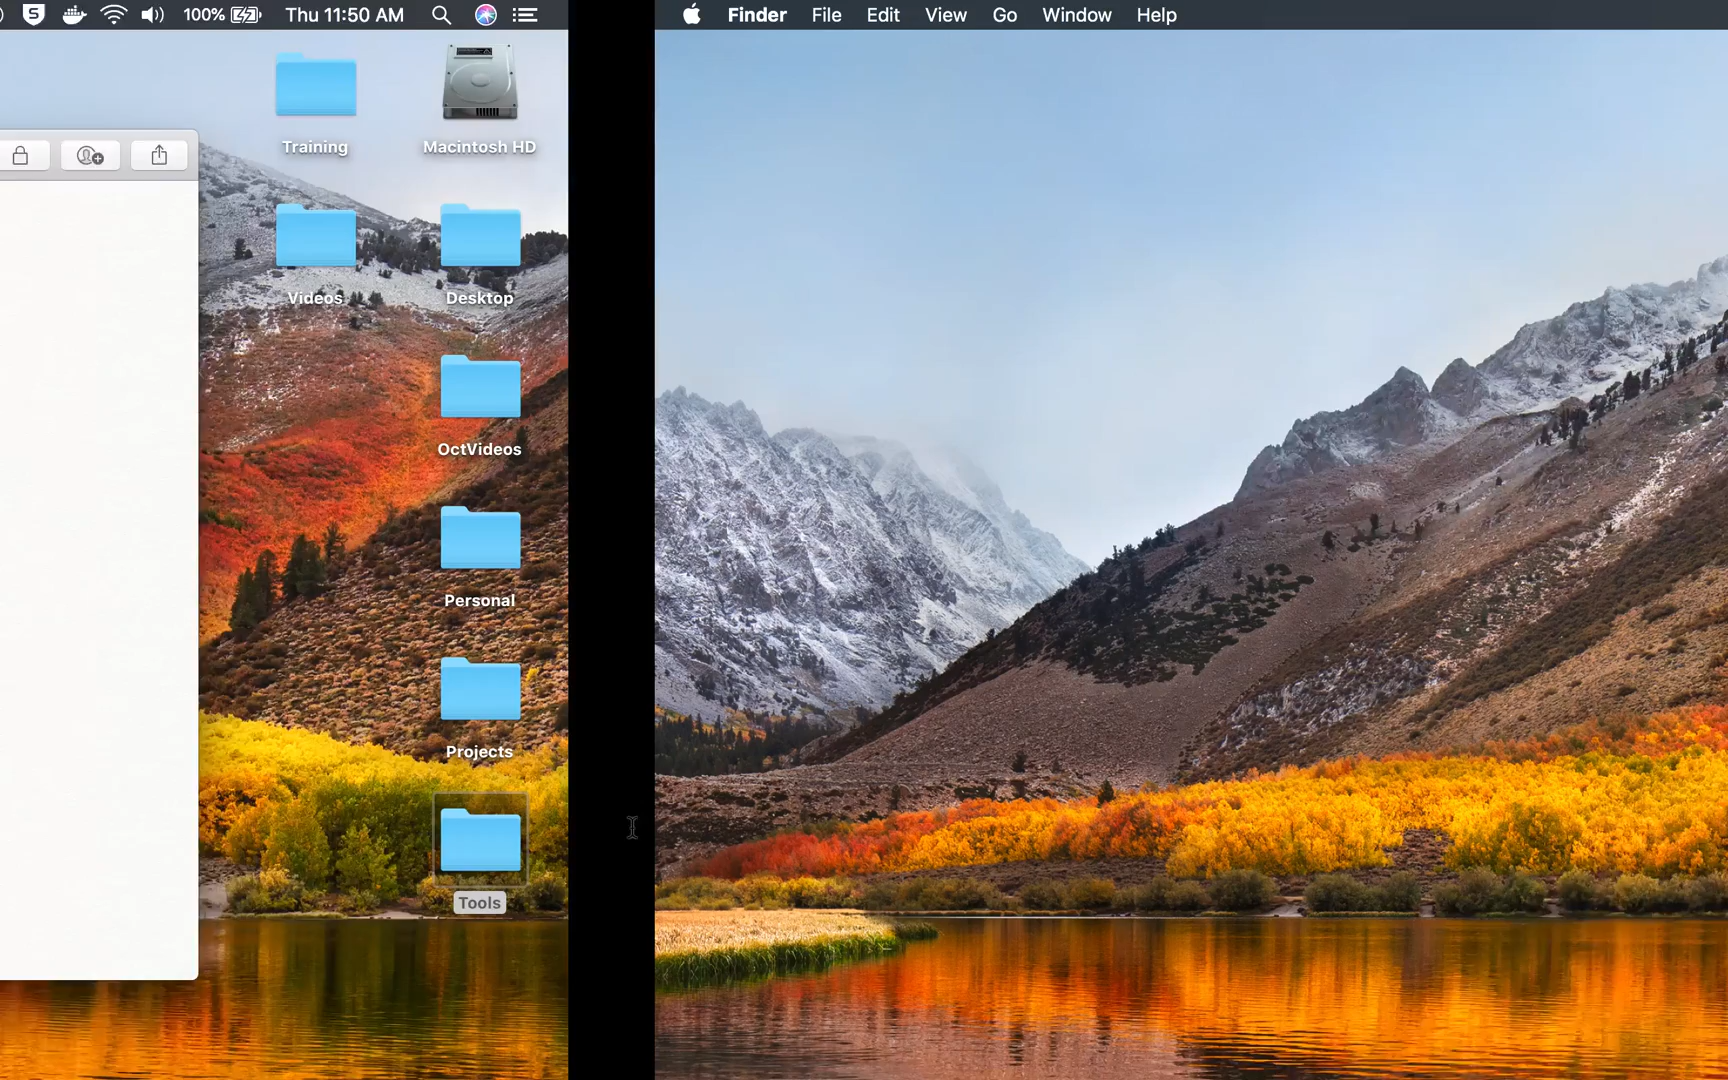 100% Thu 11:50 AM
Finder File Edit View Go Window Help
Training
Macintosh HD
Videos
Desktop
OctVideos
Personal
Projects
Tools